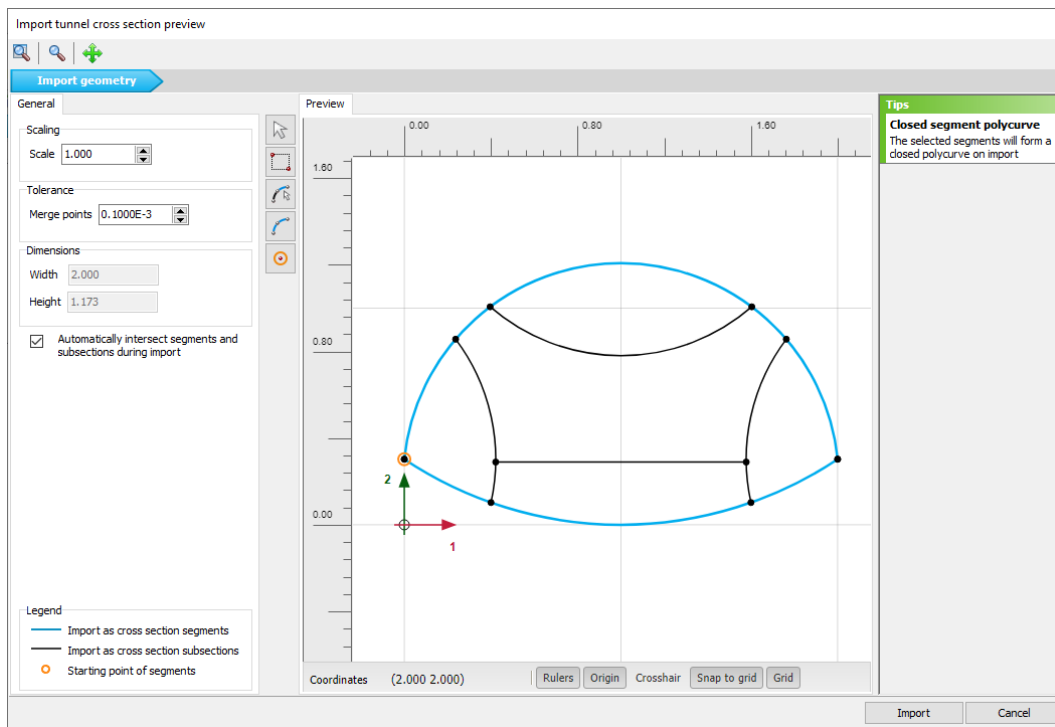 Import tunnel cross section preview
Import geometry
General
Scaling
Scale 1.000
Tolerance
Merge points 0.1000E-3
Dimensions
Width 2.000
Height 1.173
Automatically intersect segments and
subsections during import
Legend
Import as cross section segments
Import as cross section subsections
Starting point of segments
Preview
0.00 0.80 1.60
1.60
0.80
0.00
2
1
Coordinates (2.000 2.000) Rulers Origin Crosshair Snap to grid Grid
Tips
Closed segment polycurve
The selected segments will form a
closed polycurve on import
Import Cancel